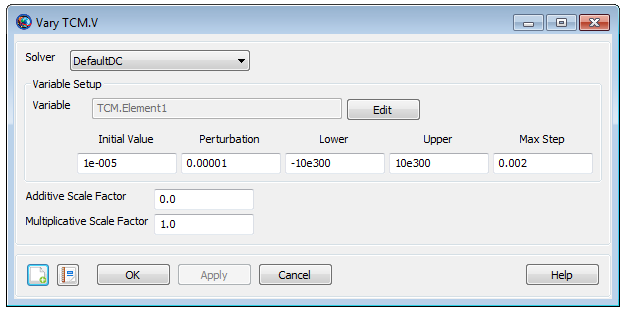 Vary TCM.V
Solver DefaultDC
Variable Setup
Variable TCM.Element1 Edit
Initial Value Perturbation Lower Upper Max Step
1e-005 0.00001 -10e300 10e300 0.002
Additive Scale Factor 0.0
Multiplicative Scale Factor 1.0
OK Apply Cancel Help